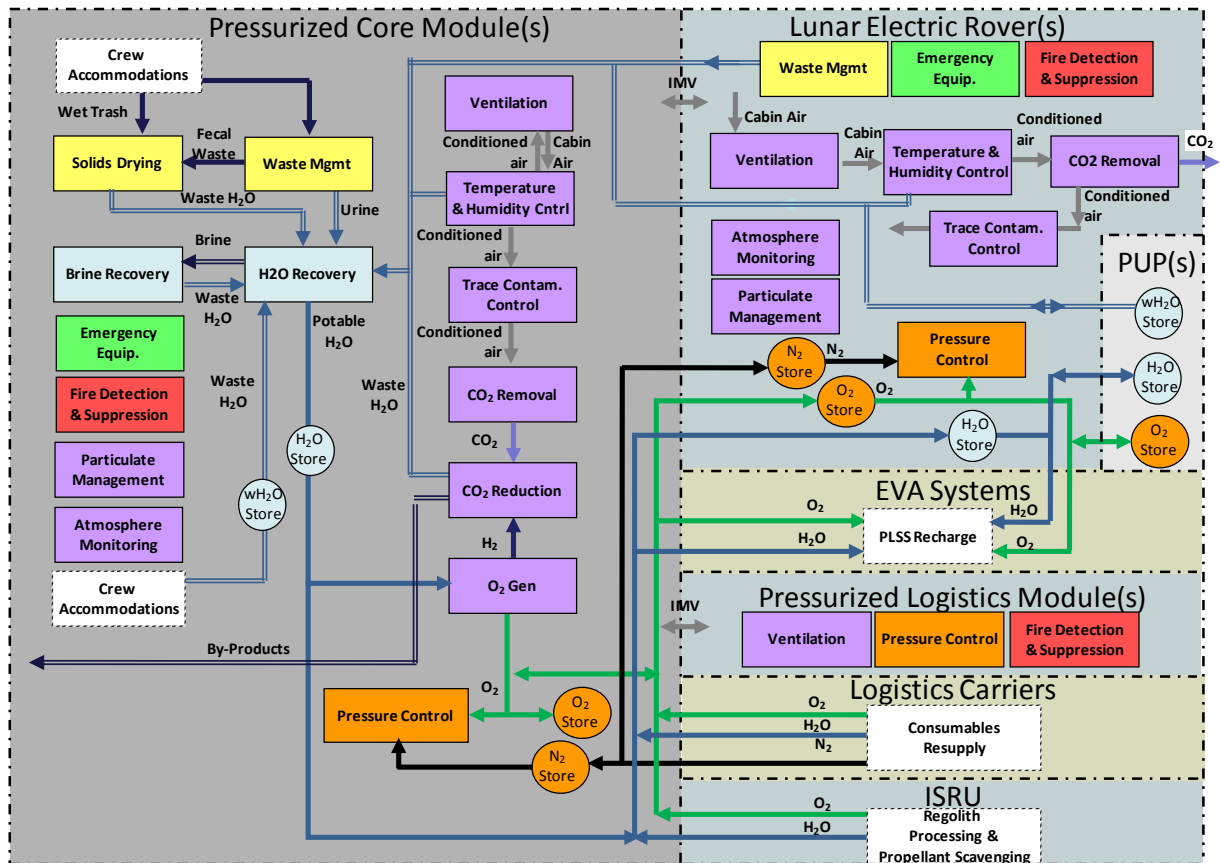 Pressurized Core Module(s)
Crew
Accommodations
Wet Trash
Fecal
Waste
Solids Drying
Waste Mgmt
Waste H₂O
Urine
Brine
Brine Recovery
H2O Recovery
Waste
H₂O
Potable
H₂O
Emergency
Equip.
Fire Detection
& Suppression
Waste
H₂O
Particulate
Management
Atmosphere
Monitoring
H₂O
Store
wH₂O
Store
Crew
Accommodations
By-Products
Ventilation
Conditioned
air
Cabin
Air
Temperature
& Humidity Cntrl
Conditioned
air
Trace Contam.
Control
Conditioned
air
Waste
H₂O
CO₂ Removal
CO₂
CO₂ Reduction
H₂
O₂ Gen
O₂
Pressure Control
O₂
Store
N₂
Store
Lunar Electric Rover(s)
Waste Mgmt
Emergency
Equip.
Fire Detection
& Suppression
IMV
Cabin Air
Ventilation
Cabin
Air
Temperature &
Humidity Control
Conditioned
air
CO2 Removal
CO₂
Conditioned
air
Trace Contam.
Control
Atmosphere
Monitoring
Particulate
Management
N₂
Store
N₂
Pressure
Control
O₂
Store
O₂
H₂O
Store
PUP(s)
wH₂O
Store
H₂O
Store
O₂
Store
EVA Systems
O₂
H₂O
PLSS Recharge
H₂O
O₂
Pressurized Logistics Module(s)
IMV
Ventilation
Pressure Control
Fire Detection
& Suppression
Logistics Carriers
O₂
H₂O
N₂
Consumables
Resupply
ISRU
O₂
H₂O
Regolith
Processing &
Propellant Scavenging